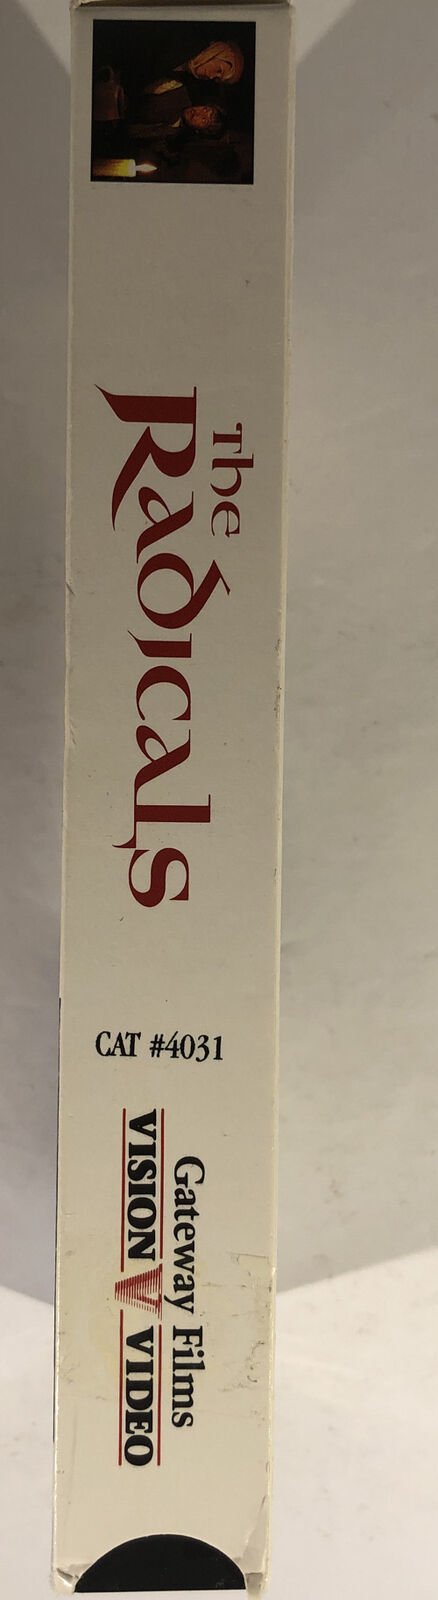 The
Radicals
CAT #4031
Gateway Films
VISION V VIDEO